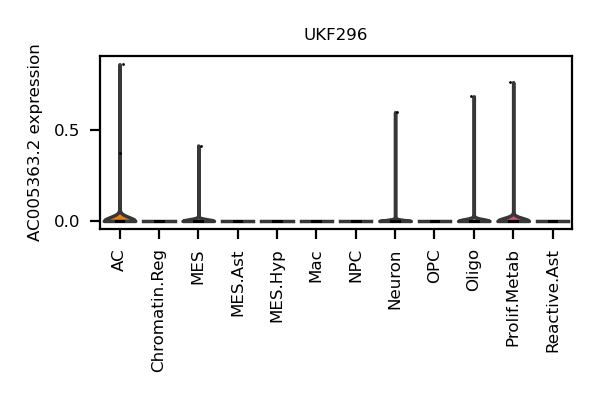 UKF296
AC005363.2 expression
0.5
0.0
AC
Chromatin.Reg
MES
MES.Ast
MES.Hyp
Mac
NPC
Neuron
OPC
Oligo
Prolif.Metab
Reactive.Ast